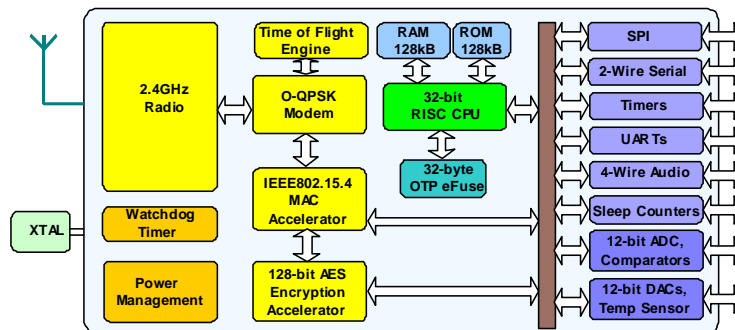 Time of Flight
Engine
RAM
128kB
ROM
128kB
SPI
2.4GHz
Radio
O-QPSK
Modem
32-bit
RISC CPU
2-Wire Serial
Timers
UARTs
32-byte
OTP eFuse
IEEE802.15.4
MAC
Accelerator
4-Wire Audio
Sleep Counters
XTAL
Watchdog
Timer
12-bit ADC,
Comparators
Power
Management
128-bit AES
Encryption
Accelerator
12-bit DACs,
Temp Sensor